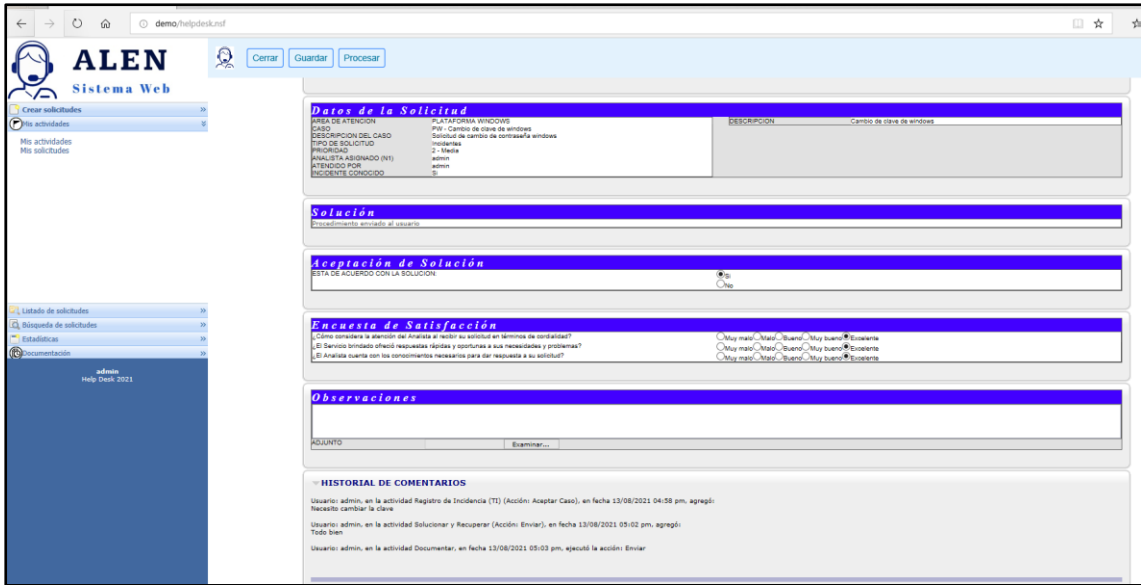 demo/helpdesk.nsf
ALEN
Sistema Web
Cerrar Guardar Procesar
Crear solicitudes
Mis actividades
Mis actividades
Mis solicitudes
Listado de solicitudes
Búsqueda de solicitudes
Estadísticas
Documentación
admin
Help Desk 2021
Datos de la Solicitud
AREA DE ATENCION PLATAFORMA WINDOWS DESCRIPCION Cambio de clave de windows
CASO PW - Cambio de clave de windows
DESCRIPCION DEL CASO Solicitud de cambio de contraseña windows
TIPO DE SOLICITUD Incidentes
PRIORIDAD 2 - Media
ANALISTA ASIGNADO (N1) admin
ATENDIDO POR admin
INCIDENTE CONOCIDO Si
Solución
Procedimiento enviado al usuario
Aceptación de Solución
ESTA DE ACUERDO CON LA SOLUCION: Si
No
Encuesta de Satisfacción
¿Cómo considera la atención del Analista al recibir su solicitud en términos de cordialidad? Muy malo Malo Bueno Muy bueno Excelente
¿El Servicio brindado ofreció respuestas rápidas y oportunas a sus necesidades y problemas? Muy malo Malo Bueno Muy bueno Excelente
¿El Analista cuenta con los conocimientos necesarios para dar respuesta a su solicitud? Muy malo Malo Bueno Muy bueno Excelente
Observaciones
ADJUNTO Examinar...
HISTORIAL DE COMENTARIOS
Usuario: admin, en la actividad Registro de Incidencia (TI) (Acción: Aceptar Caso), en fecha 13/08/2021 04:58 pm, agregó:
Necesito cambiar la clave
Usuario: admin, en la actividad Solucionar y Recuperar (Acción: Enviar), en fecha 13/08/2021 05:02 pm, agregó:
Todo bien
Usuario: admin, en la actividad Documentar, en fecha 13/08/2021 05:03 pm, ejecutó la acción: Enviar